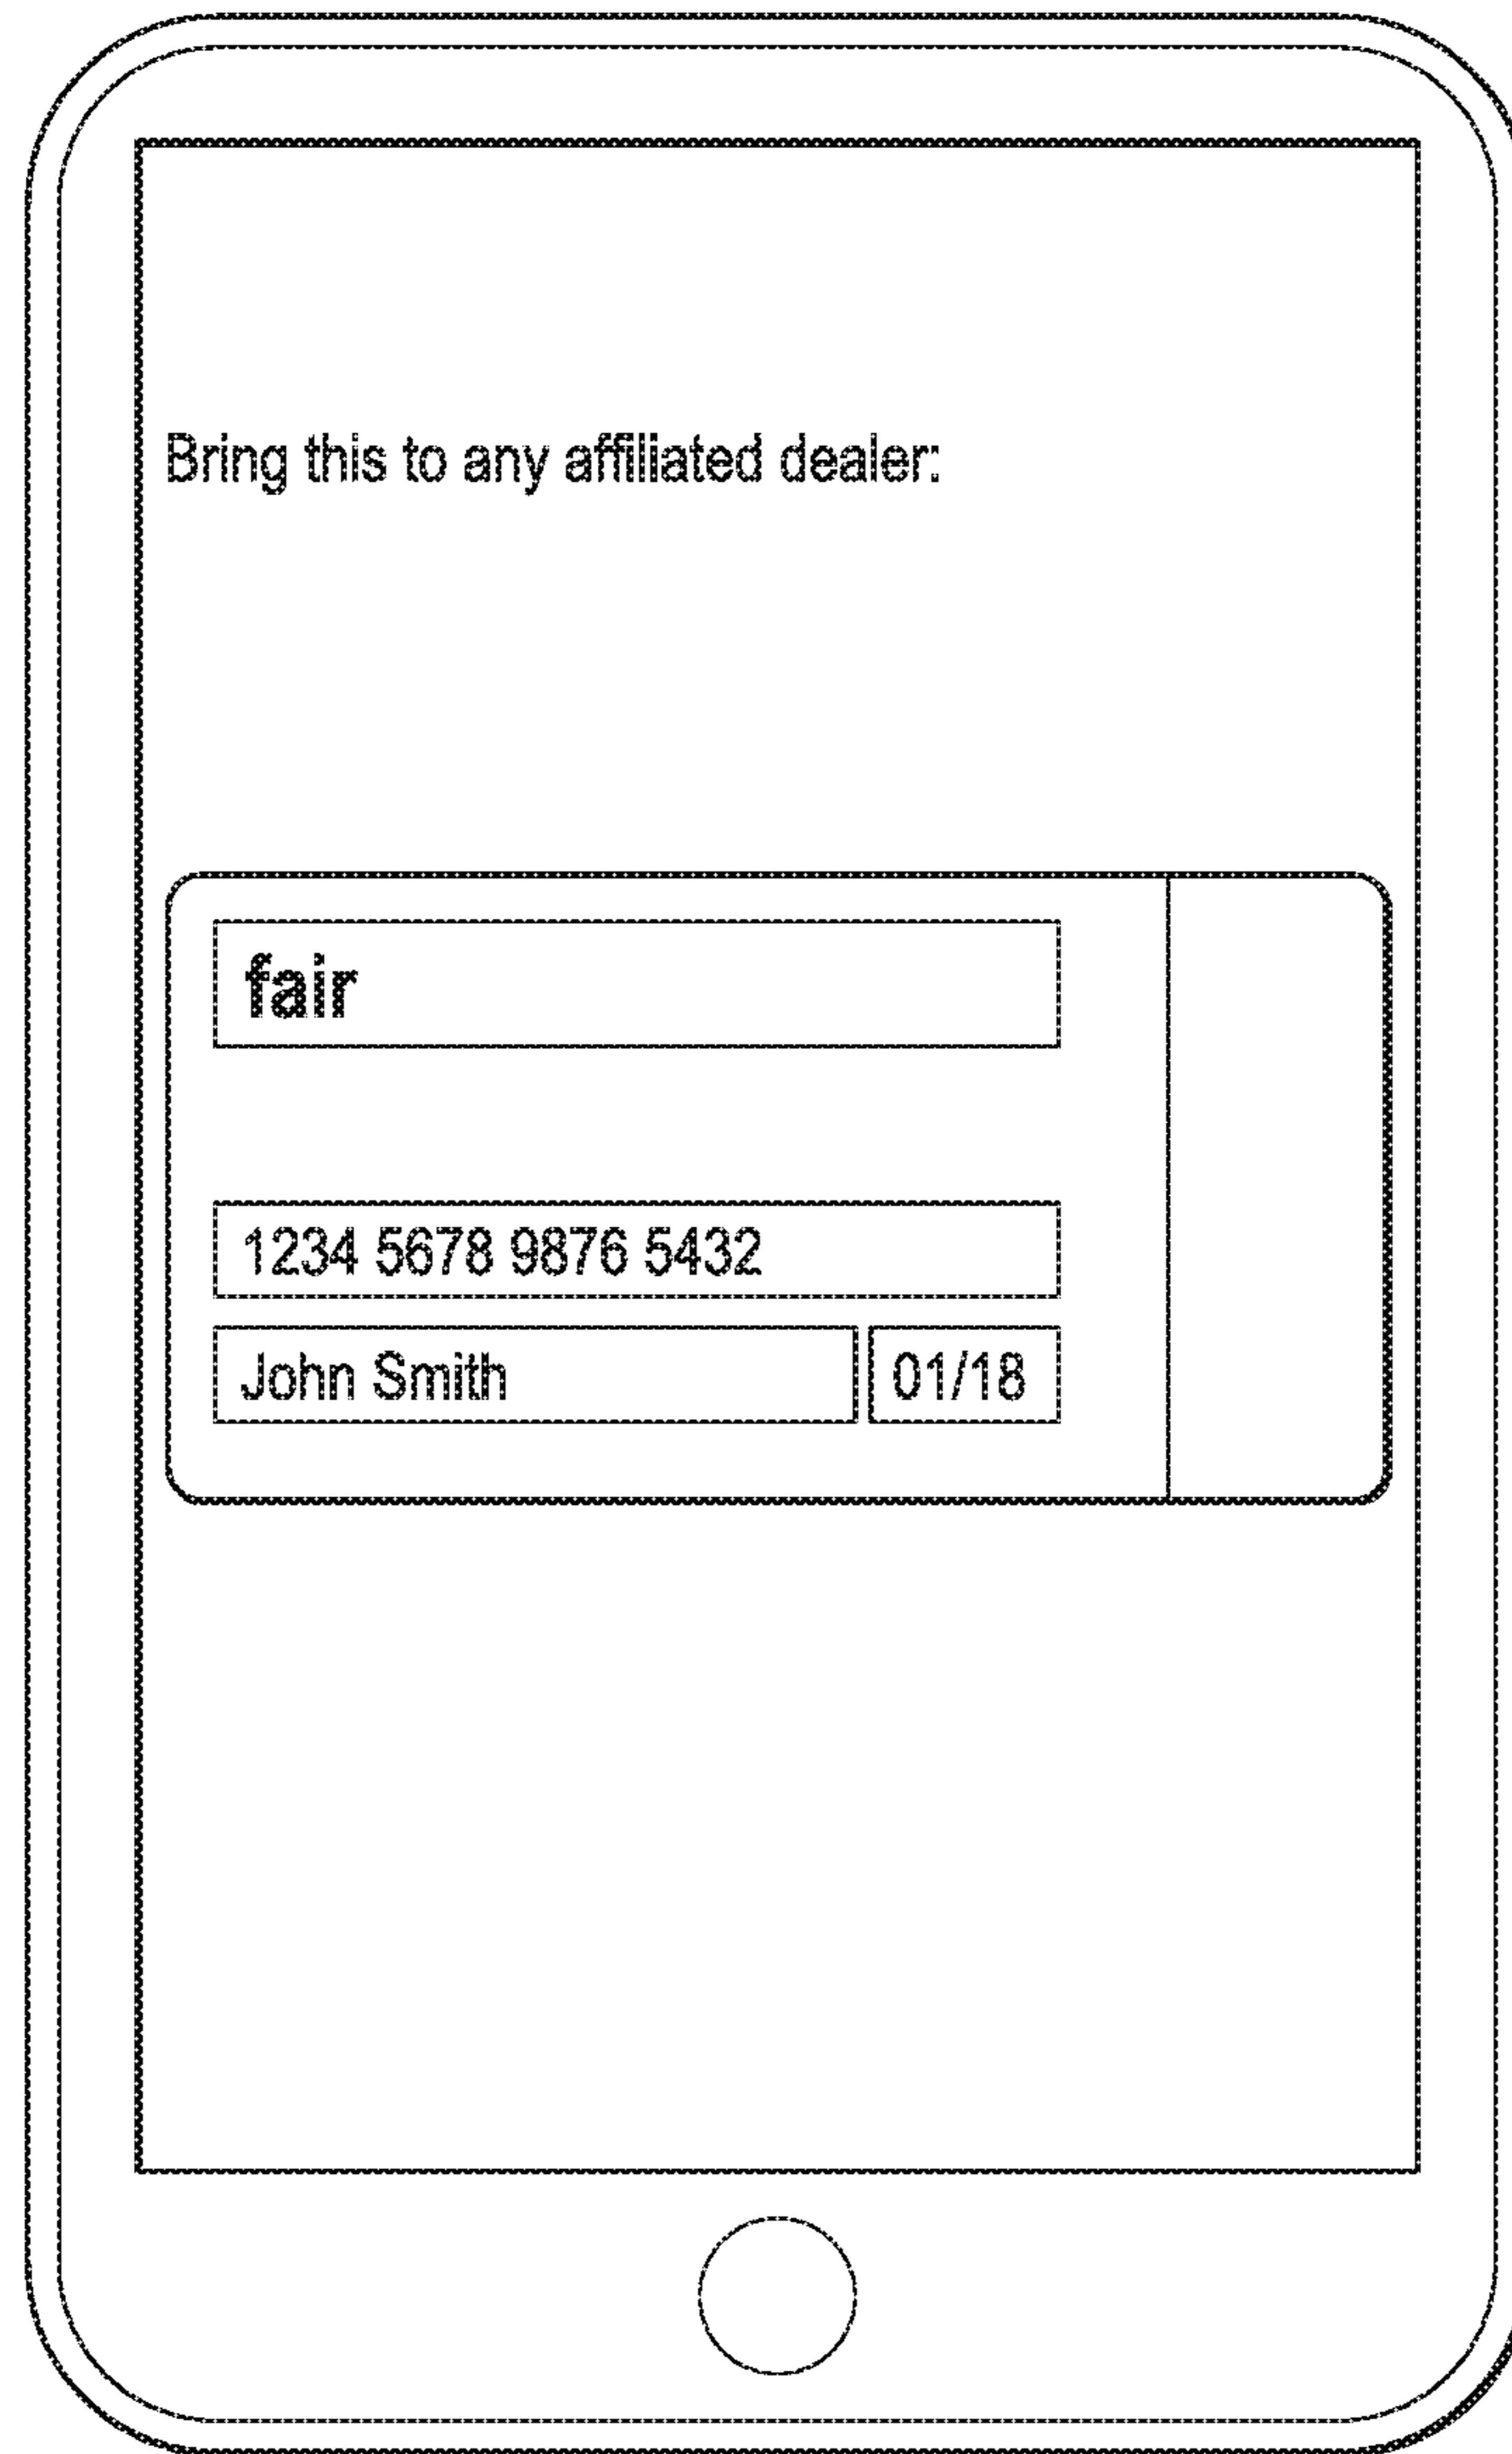 Bring this to any affiliated dealer:
fair
1234 5678 9876 5432
John Smith 01/18